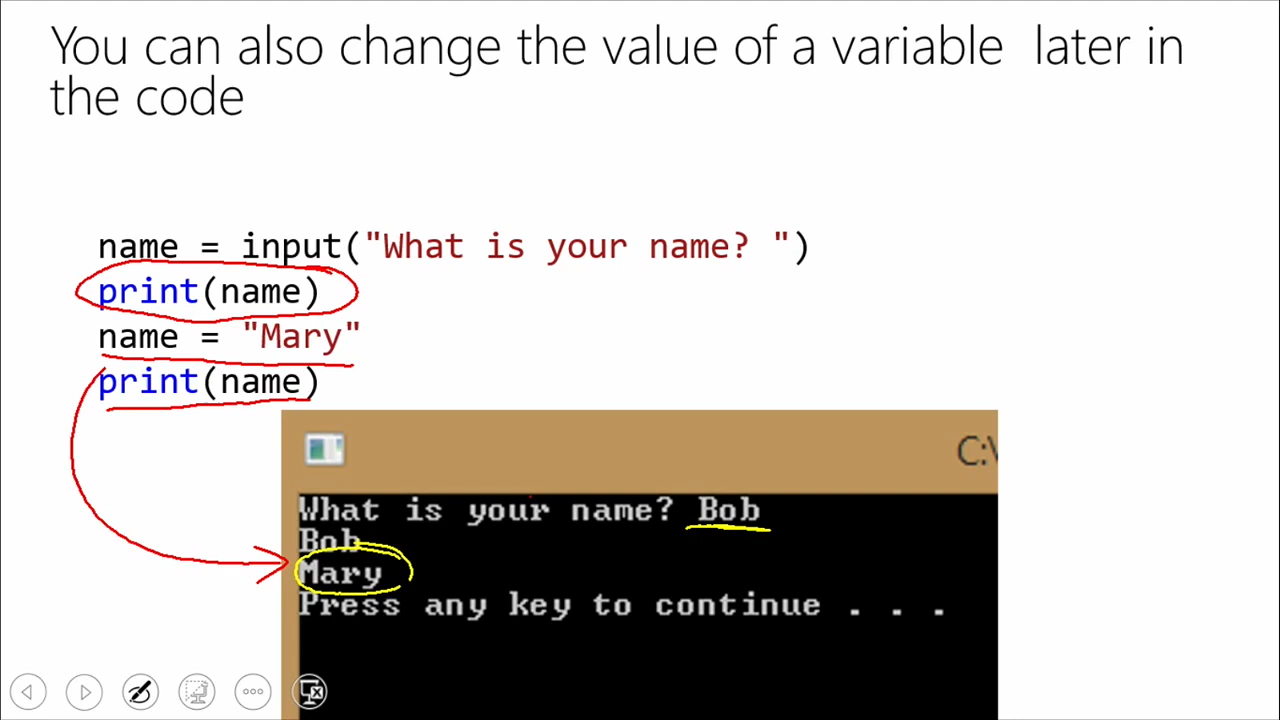 You can also change the value of a variable  later in
the code
name = input("What is your name? ")
print(name)
name = "Mary"
print(name)
C:\
What is your name? Bob
Bob
Mary
Press any key to continue . . .